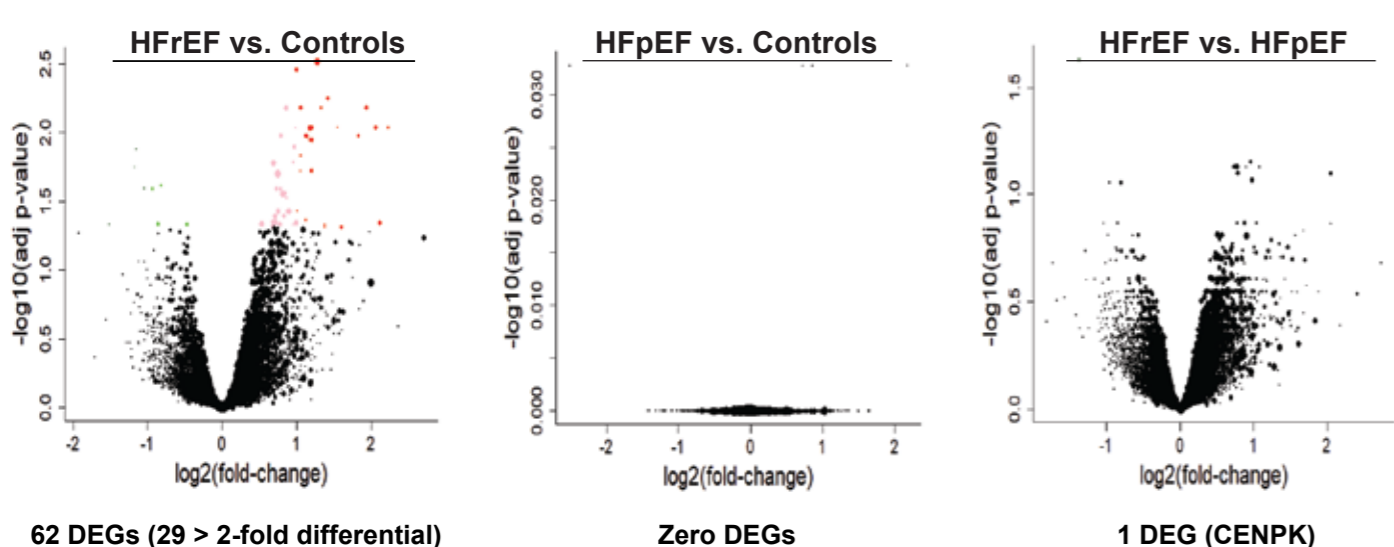 HFrEF vs. Controls
-log10(adj p-value)
2.5
2.0
1.5
1.0
0.5
0.0
-2 -1 0 1 2
log2(fold-change)
62 DEGs (29 > 2-fold differential)
HFpEF vs. Controls
-log10(adj p-value)
0.030
0.020
0.010
0.000
-2 -1 0 1 2
log2(fold-change)
Zero DEGs
HFrEF vs. HFpEF
-log10(adj p-value)
1.5
1.0
0.5
0.0
-1 0 1 2
log2(fold-change)
1 DEG (CENPK)